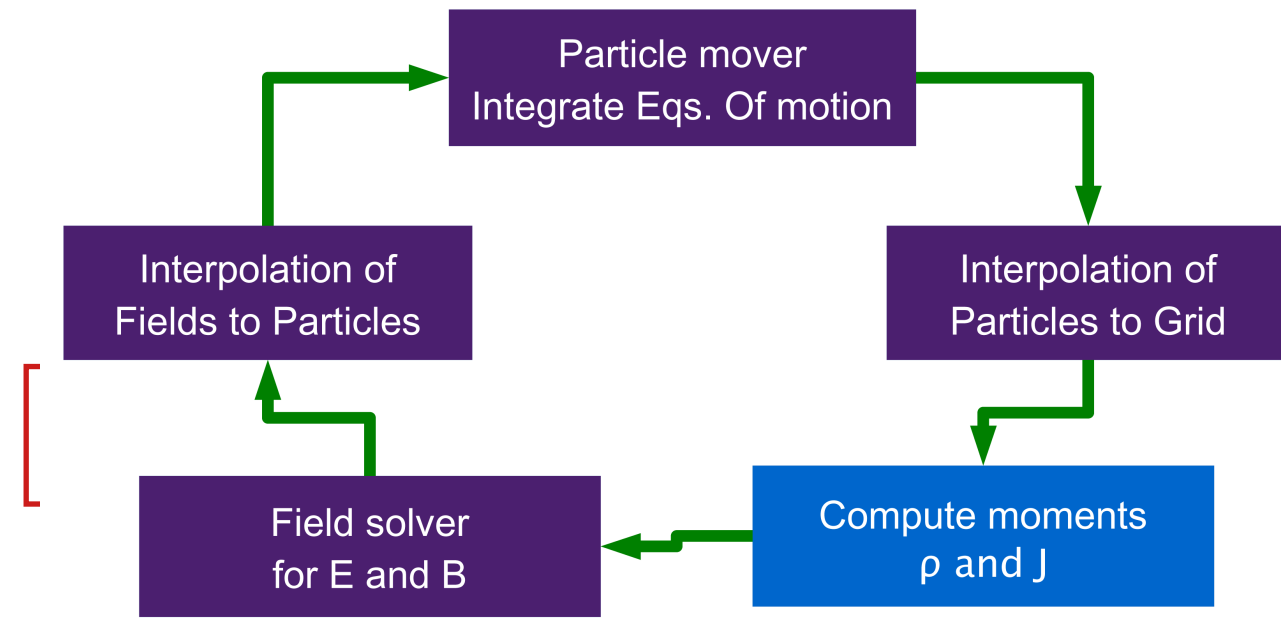 Particle mover
Integrate Eqs. Of motion
Interpolation of
Fields to Particles
Interpolation of
Particles to Grid
Field solver
for E and B
Compute moments
ρ and J